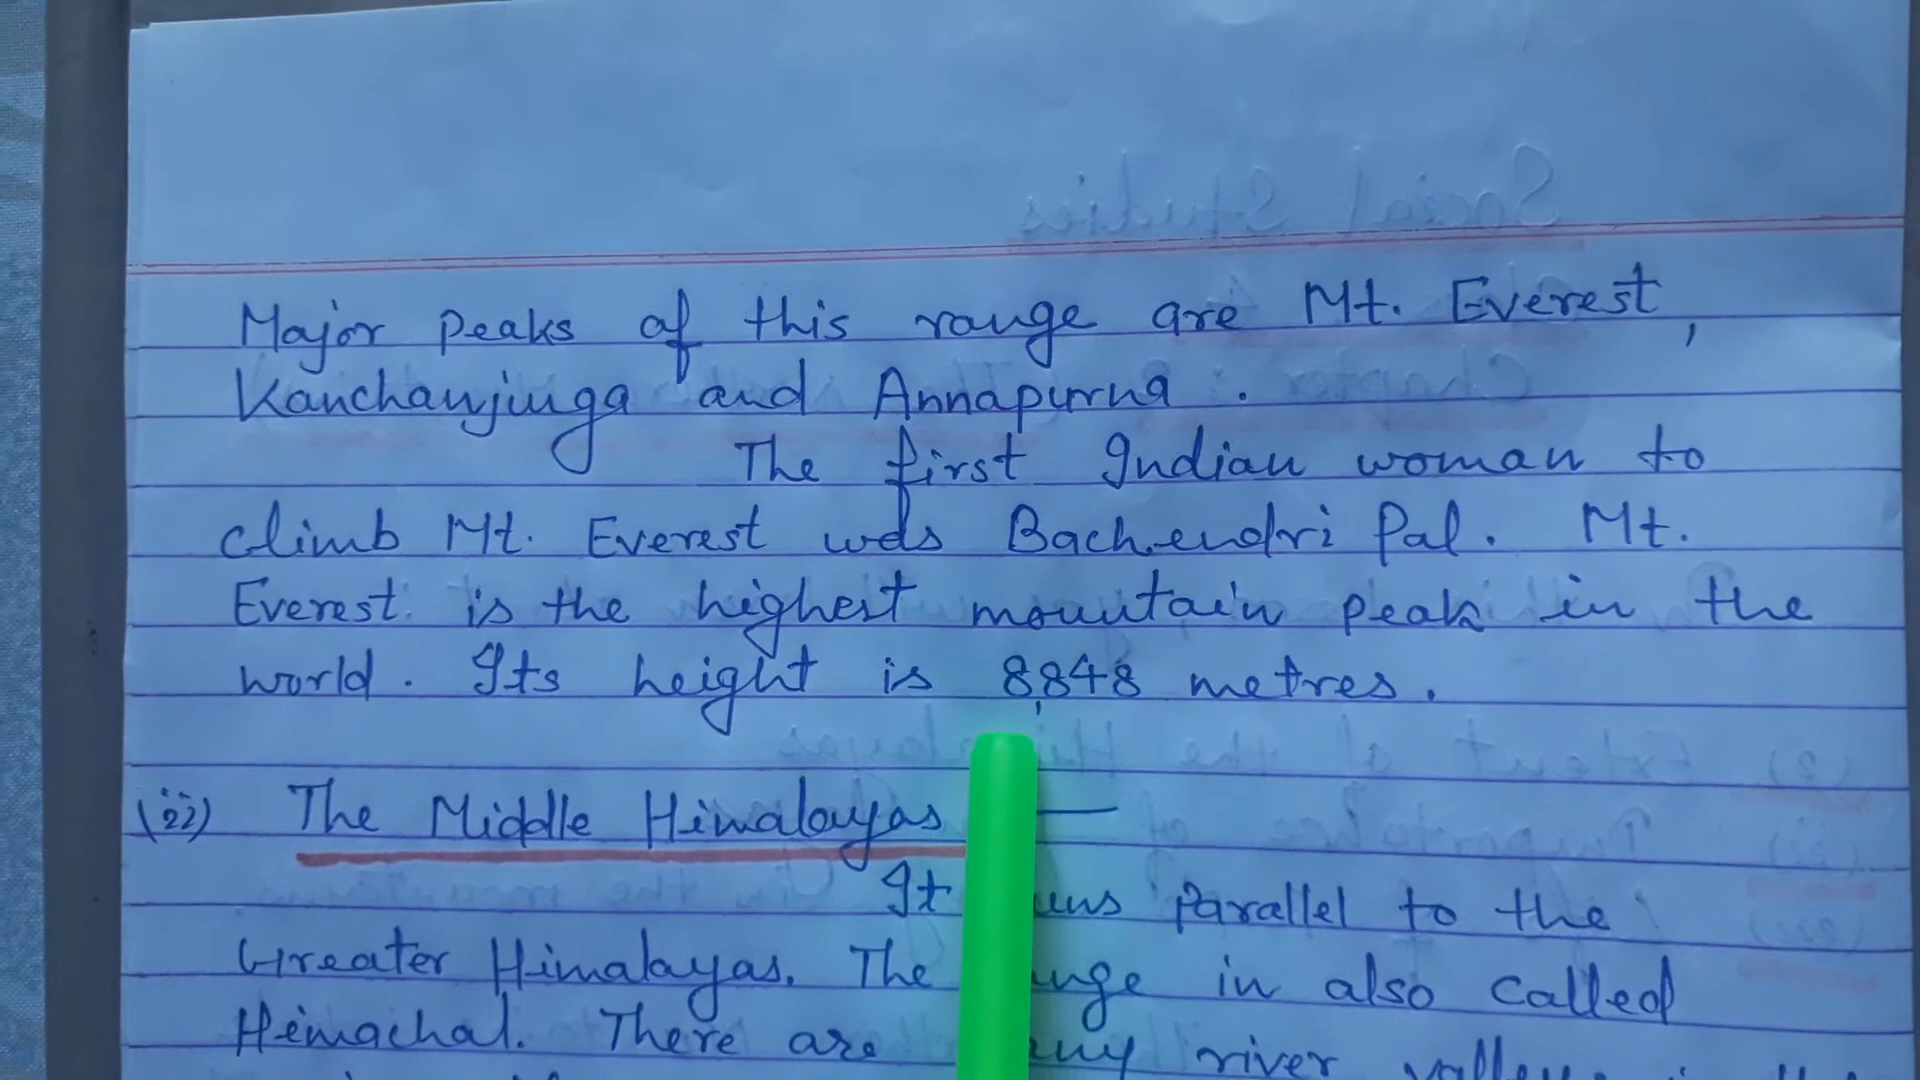 Major peaks of this range are Mt. Everest,
Kanchanjinga and Annapurna.
The first Indian woman to
climb Mt. Everest was Bachendri Pal. Mt.
Everest is the highest mountain peak in the
world. Its height is 8848 metres.
(ii) The Middle Himalayas —
It parallel to the
Greater Himalayas. The in also called
Himachal. There are river